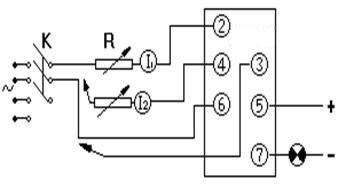 K R I₁ ②
I₂ ④ ③
~ ⑥ ⑤ +
⑦ −